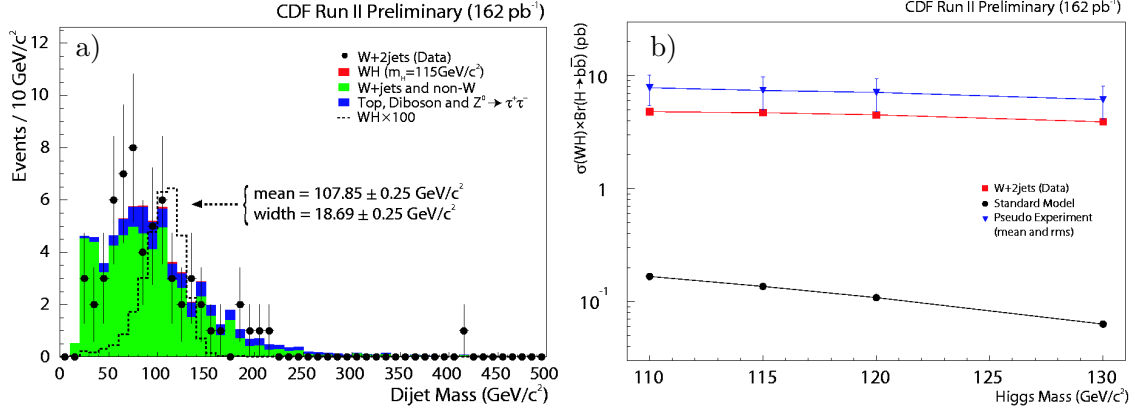 CDF Run II Preliminary (162 pb⁻¹)
a)
W+2jets (Data)
WH (m_H=115GeV/c²)
W+jets and non-W
Top, Diboson and Z⁰ → τ⁺τ⁻
WH×100
mean = 107.85 ± 0.25 GeV/c²
width = 18.69 ± 0.25 GeV/c²
Events / 10 GeV/c²
12
10
8
6
4
2
0
0 50 100 150 200 250 300 350 400 450 500
Dijet Mass (GeV/c²)
CDF Run II Preliminary (162 pb⁻¹)
b)
σ(WH)×Br(H→bb̅) (pb)
10
1
10⁻¹
W+2jets (Data)
Standard Model
Pseudo Experiment
(mean and rms)
110 115 120 125 130
Higgs Mass (GeV/c²)